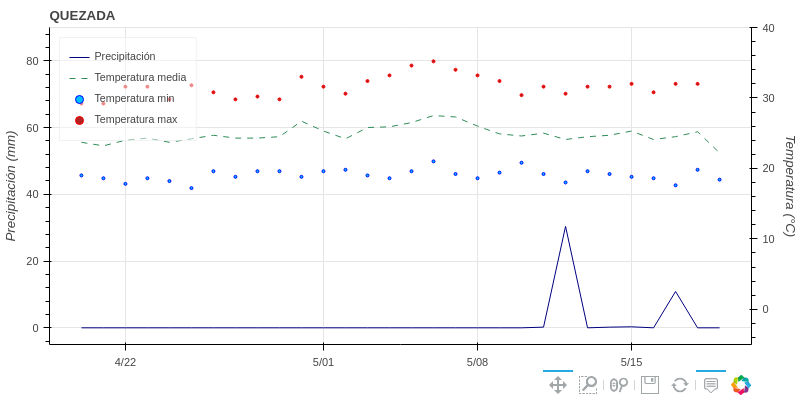 QUEZADA
Precipitación
Temperatura media
Temperatura min
Temperatura max
Precipitación (mm)
80
60
40
20
0
40
30
20
10
0
Temperatura (°C)
4/22
5/01
5/08
5/15